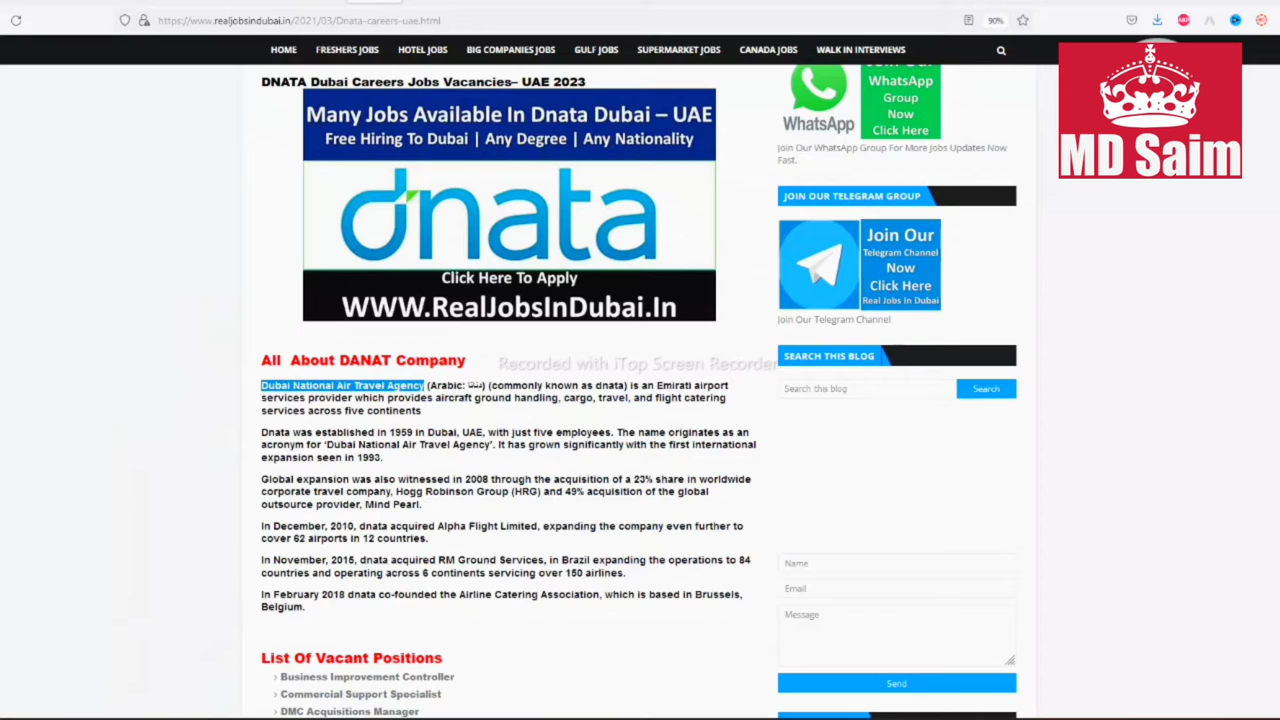 https://www.realjobsindubai.in/2021/03/Dnata-careers-uae.html
90%
HOME
FRESHERS JOBS
HOTEL JOBS
BIG COMPANIES JOBS
GULF JOBS
SUPERMARKET JOBS
CANADA JOBS
WALK IN INTERVIEWS
MD Saim
DNATA Dubai Careers Jobs Vacancies– UAE 2023
Many Jobs Available In Dnata Dubai – UAE
Free Hiring To Dubai | Any Degree | Any Nationality
dnata
Click Here To Apply
WWW.RealJobsInDubai.In
All About DANAT Company
Recorded with iTop Screen Recorder
Dubai National Air Travel Agency (Arabic: ) (commonly known as dnata) is an Emirati airport
services provider which provides aircraft ground handling, cargo, travel, and flight catering
services across five continents
Dnata was established in 1959 in Dubai, UAE, with just five employees. The name originates as an
acronym for ‘Dubai National Air Travel Agency’. It has grown significantly with the first international
expansion seen in 1993.
Global expansion was also witnessed in 2008 through the acquisition of a 23% share in worldwide
corporate travel company, Hogg Robinson Group (HRG) and 49% acquisition of the global
outsource provider, Mind Pearl.
In December, 2010, dnata acquired Alpha Flight Limited, expanding the company even further to
cover 62 airports in 12 countries.
In November, 2015, dnata acquired RM Ground Services, in Brazil expanding the operations to 84
countries and operating across 6 continents servicing over 150 airlines.
In February 2018 dnata co-founded the Airline Catering Association, which is based in Brussels,
Belgium.
List Of Vacant Positions
Business Improvement Controller
Commercial Support Specialist
DMC Acquisitions Manager
WhatsApp
Join Our
WhatsApp
Group
Now
Click Here
Join Our WhatsApp Group For More Jobs Updates Now
Fast.
JOIN OUR TELEGRAM GROUP
Join Our
Telegram Channel
Now
Click Here
Real Jobs In Dubai
Join Our Telegram Channel
SEARCH THIS BLOG
Search this blog
Search
Name
Email
Message
Send